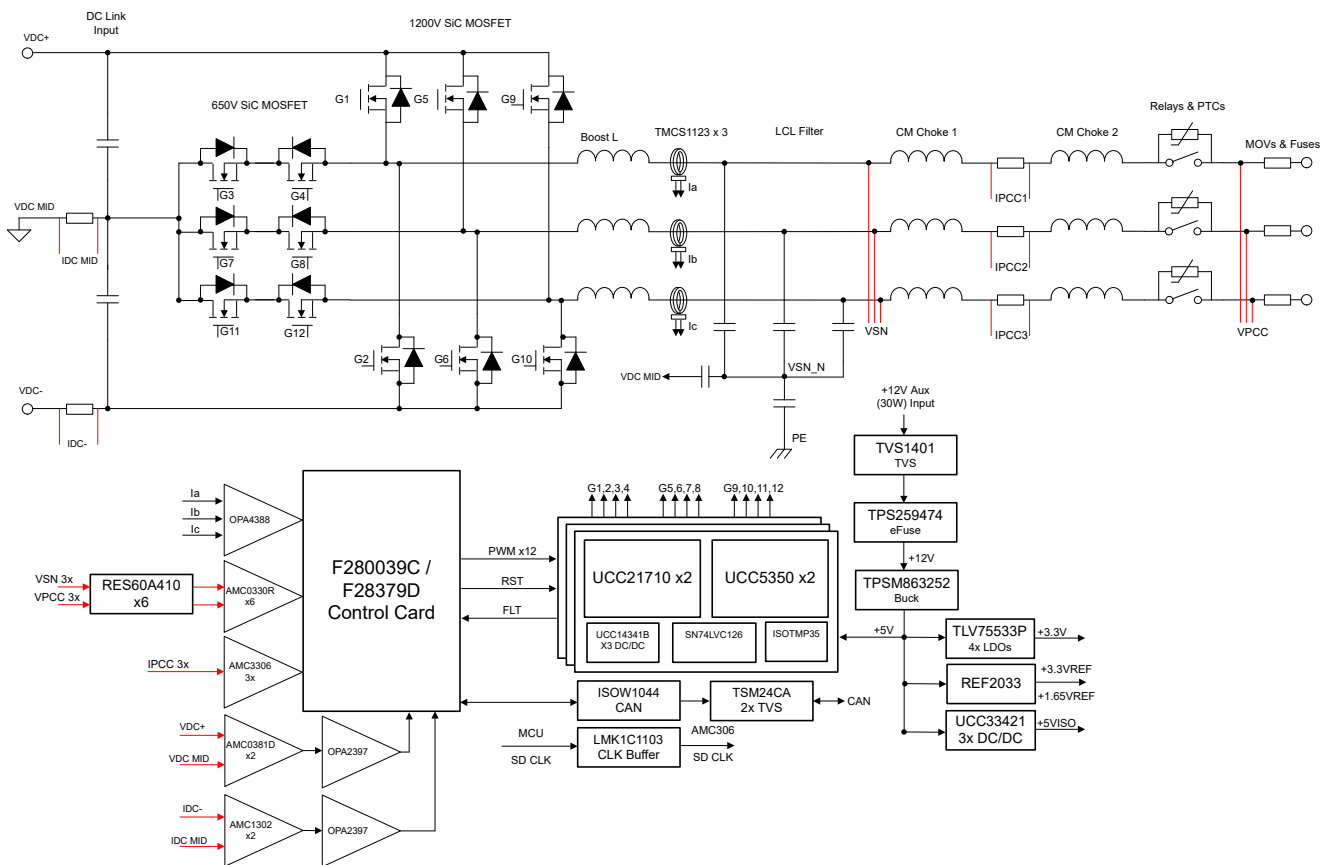 DC Link
Input
1200V SiC MOSFET
VDC+
650V SiC MOSFET
G1
G5
G9
Relays & PTCs
Boost L
TMCS1123 x 3
LCL Filter
CM Choke 1
CM Choke 2
MOVs & Fuses
G3
G4
Ia
IPCC1
VDC MID
IDC MID
G7
G8
Ib
IPCC2
G11
G12
Ic
VSN
IPCC3
VPCC
G2
G6
G10
VDC MID
VSN_N
VDC-
IDC-
PE
+12V Aux
(30W) Input
TVS1401
TVS
TPS259474
eFuse
+12V
TPSM863252
Buck
+5V
TLV75533P
4x LDOs
+3.3V
REF2033
+3.3VREF
+1.65VREF
UCC33421
3x DC/DC
+5VISO
Ia
Ib
Ic
OPA4388
VSN 3x
VPCC 3x
RES60A410
x6
AMC0330R
x6
IPCC 3x
AMC3306
3x
VDC+
VDC MID
AMC0381D
x2
OPA2397
IDC-
IDC MID
AMC1302
x2
OPA2397
F280039C /
F28379D
Control Card
PWM x12
RST
FLT
G1,2,3,4
G5,6,7,8
G9,10,11,12
UCC21710 x2
UCC5350 x2
UCC14341B
X3 DC/DC
SN74LVC126
ISOTMP35
ISOW1044
CAN
TSM24CA
2x TVS
CAN
MCU
SD CLK
LMK1C1103
CLK Buffer
AMC306
SD CLK